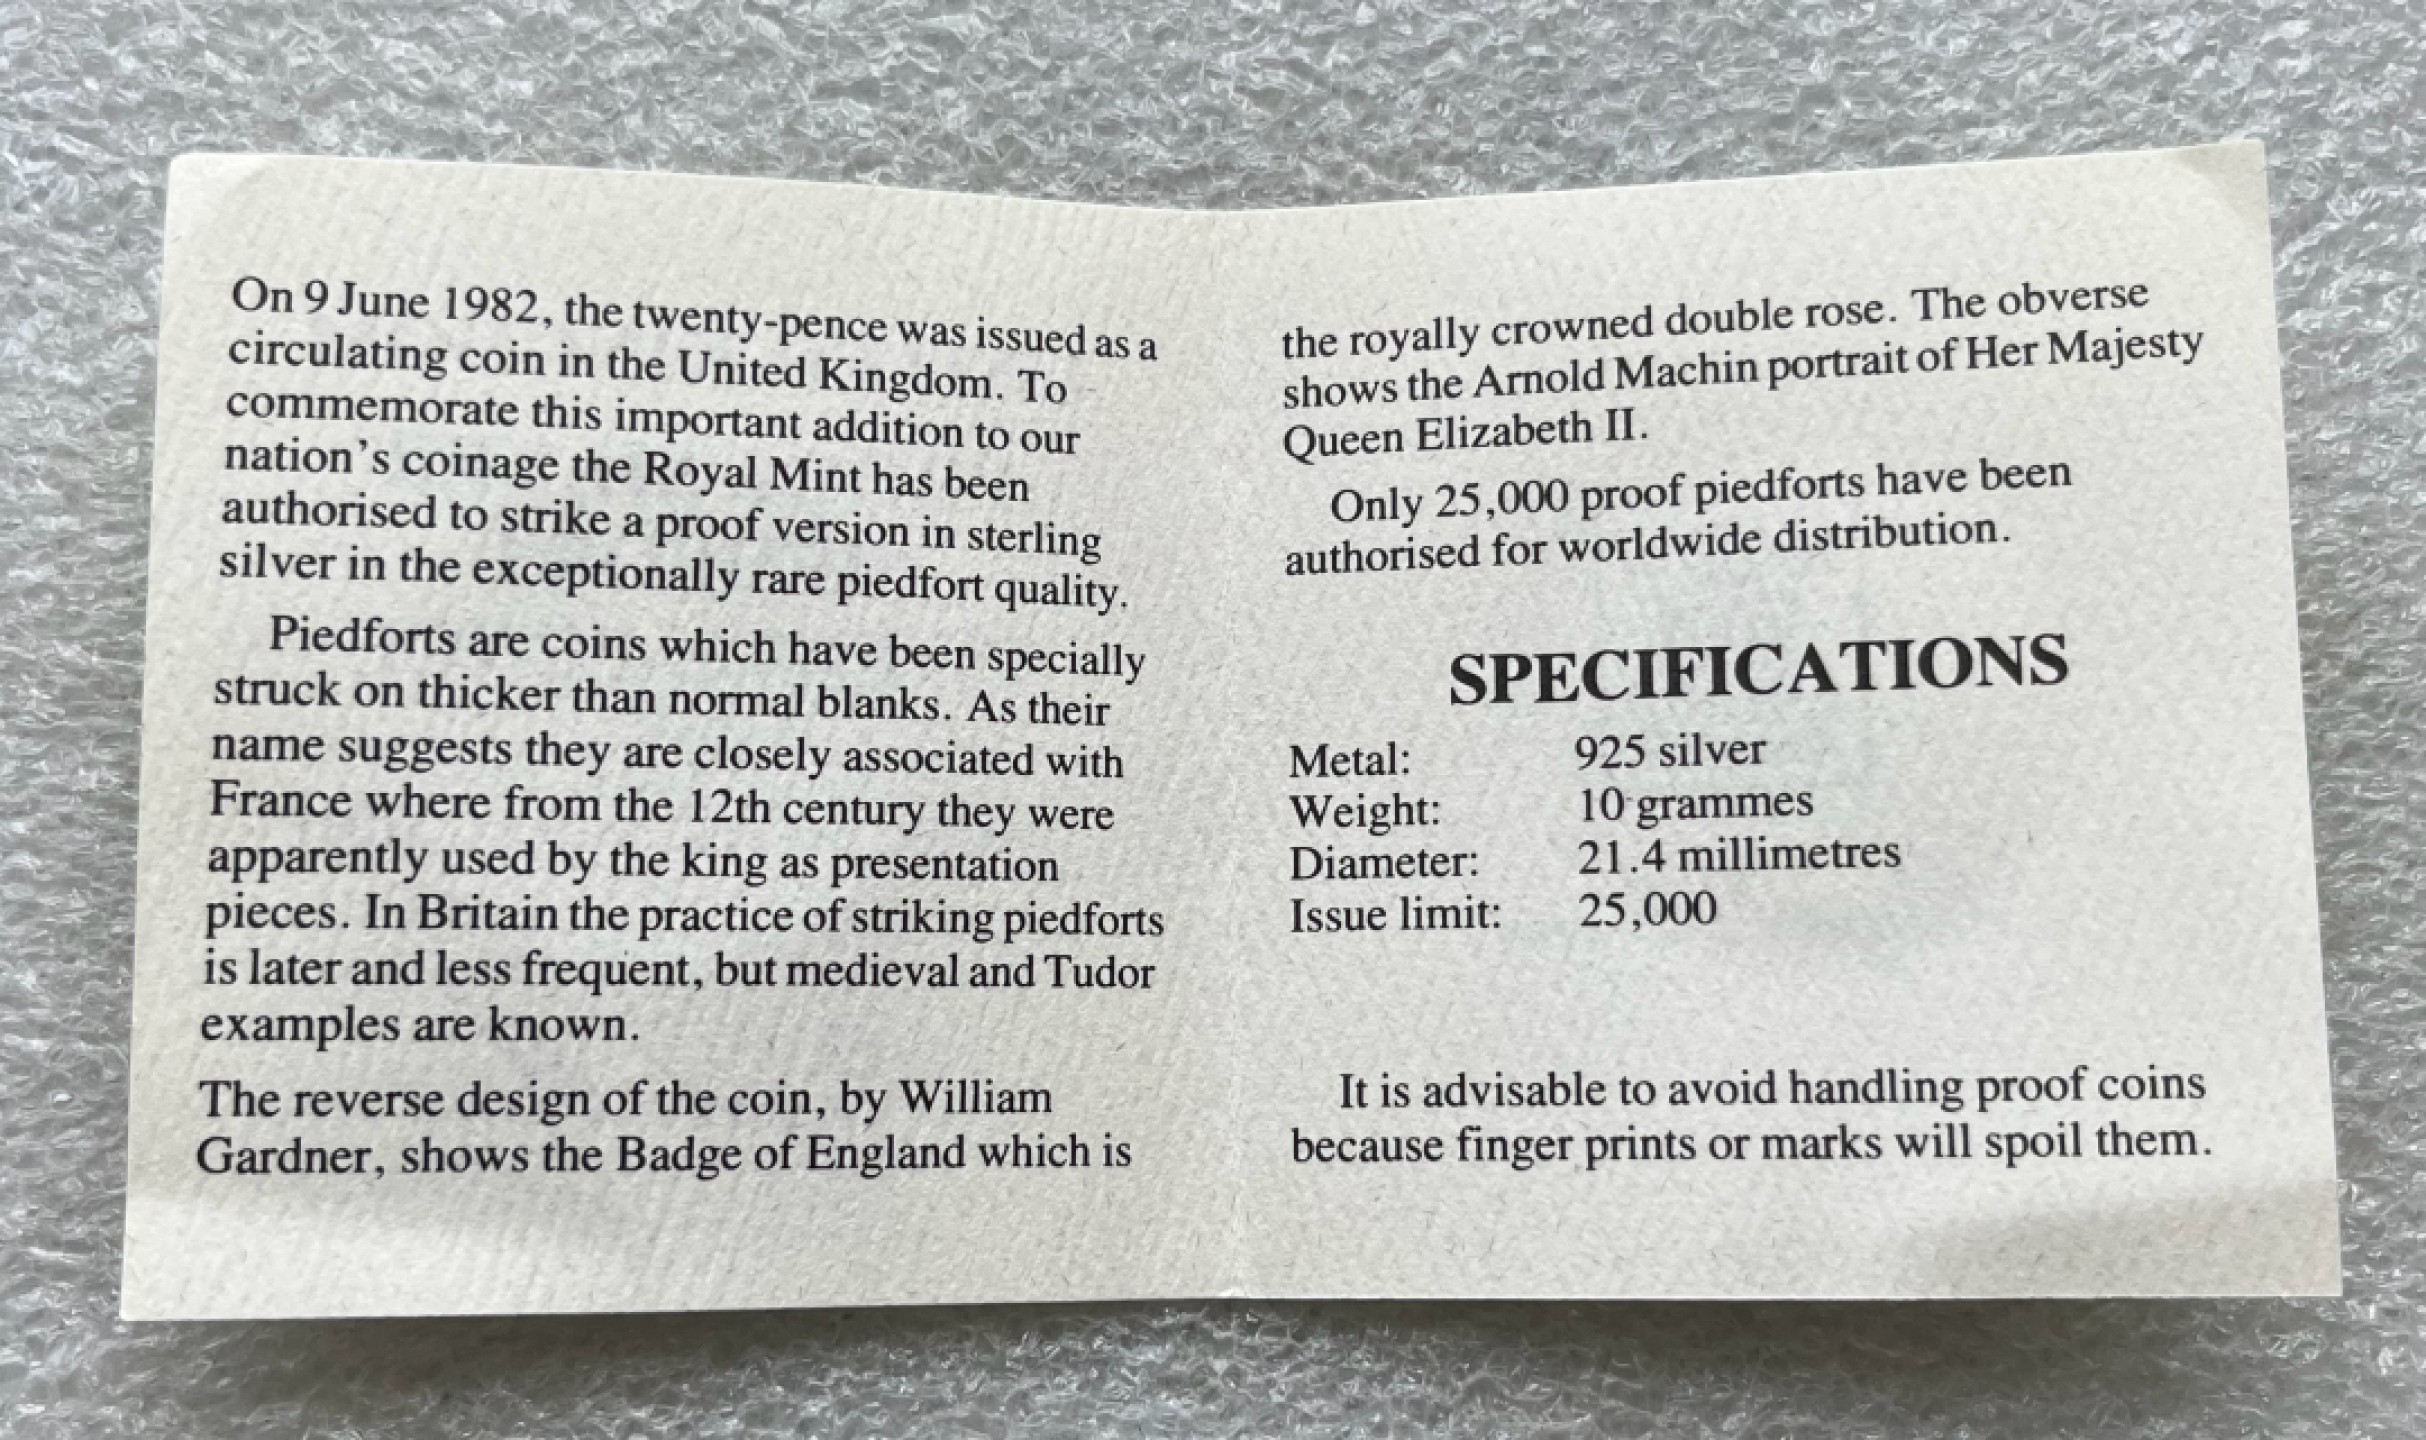 On 9 June 1982, the twenty-pence was issued as a
circulating coin in the United Kingdom. To
commemorate this important addition to our
nation's coinage the Royal Mint has been
authorised to strike a proof version in sterling
silver in the exceptionally rare piedfort quality.
Piedforts are coins which have been specially
struck on thicker than normal blanks. As their
name suggests they are closely associated with
France where from the 12th century they were
apparently used by the king as presentation
pieces. In Britain the practice of striking piedforts
is later and less frequent, but medieval and Tudor
examples are known.
The reverse design of the coin, by William
Gardner, shows the Badge of England which is
the royally crowned double rose. The obverse
shows the Arnold Machin portrait of Her Majesty
Queen Elizabeth II.
Only 25,000 proof piedforts have been
authorised for worldwide distribution.
SPECIFICATIONS
Metal: 925 silver
Weight: 10 grammes
Diameter: 21.4 millimetres
Issue limit: 25,000
It is advisable to avoid handling proof coins
because finger prints or marks will spoil them.